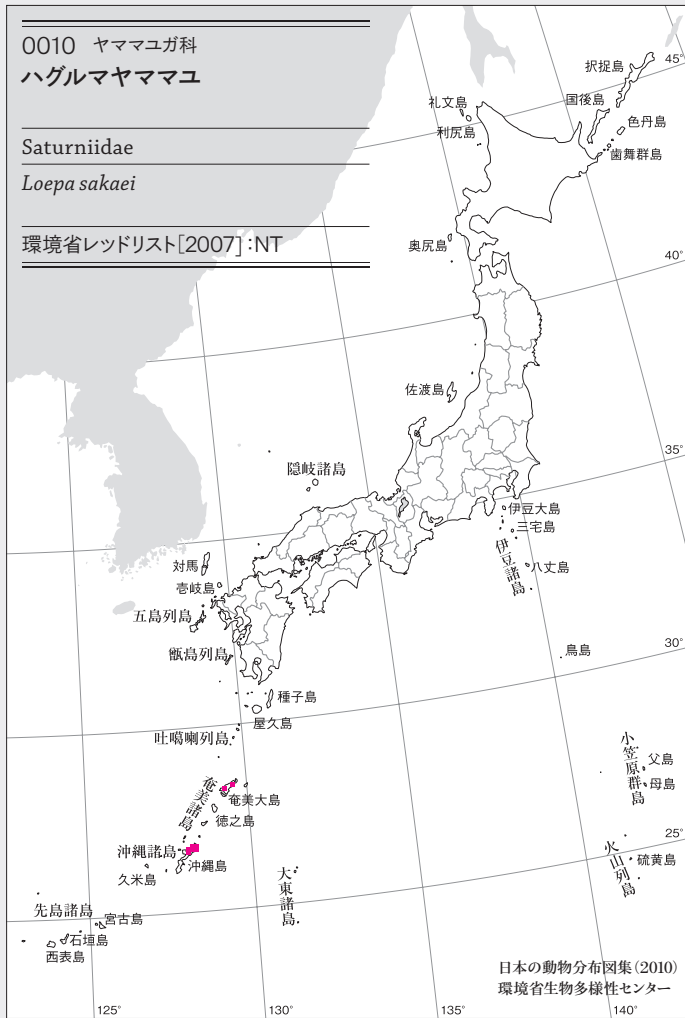 0010 ヤママユガ科
ハグルマヤママユ
Saturniidae
Loepa sakaei
環境省レッドリスト[2007]:NT
45°
択捉島
国後島
礼文島
色丹島
利尻島
歯舞群島
奥尻島
40°
佐渡島
35°
隠岐諸島
伊豆大島
三宅島
伊豆諸島
八丈島
対馬
壱岐島
五島列島
甑島列島
鳥島
30°
種子島
屋久島
吐噶喇列島
小笠原群島
父島
母島
奄美諸島
奄美大島
徳之島
25°
沖縄諸島
沖縄島
久米島
火山列島
硫黄島
大東諸島
先島諸島
宮古島
石垣島
西表島
日本の動物分布図集(2010)
環境省生物多様性センター
125°
130°
135°
140°